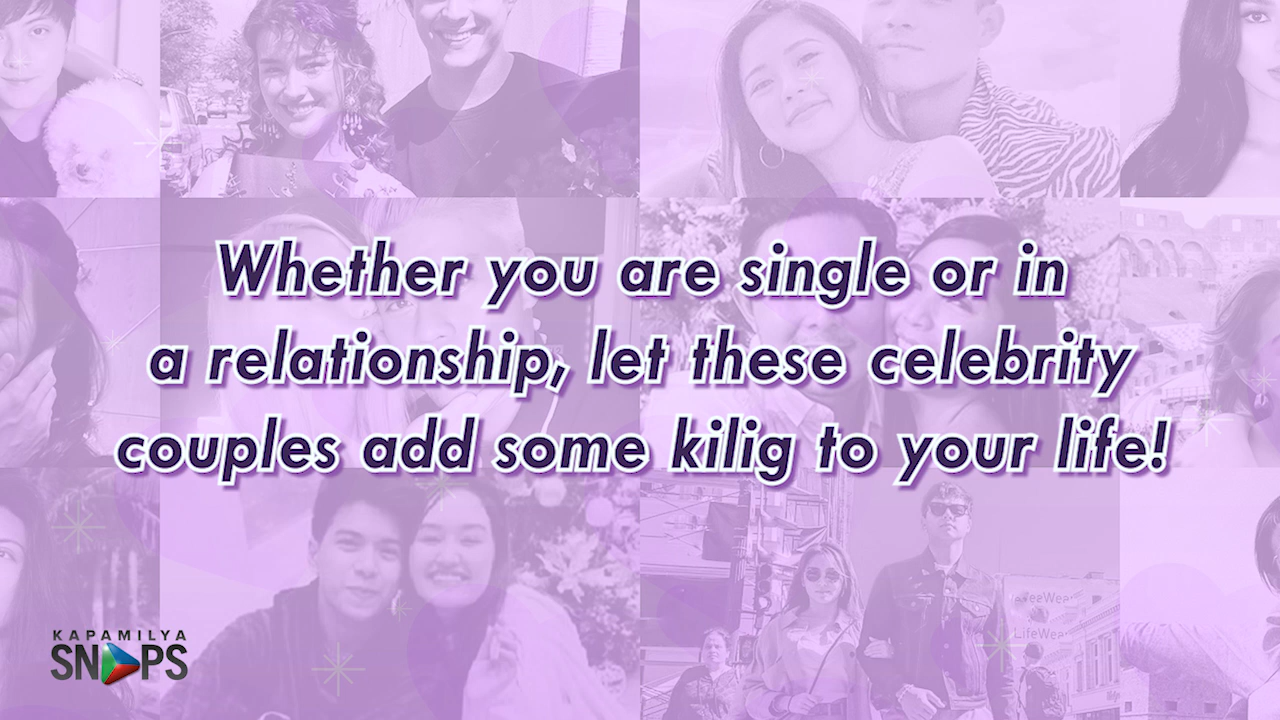 Whether you are single or in
a relationship, let these celebrity
couples add some kilig to your life!
LifeWear
KAPAMILYA
SNAPS